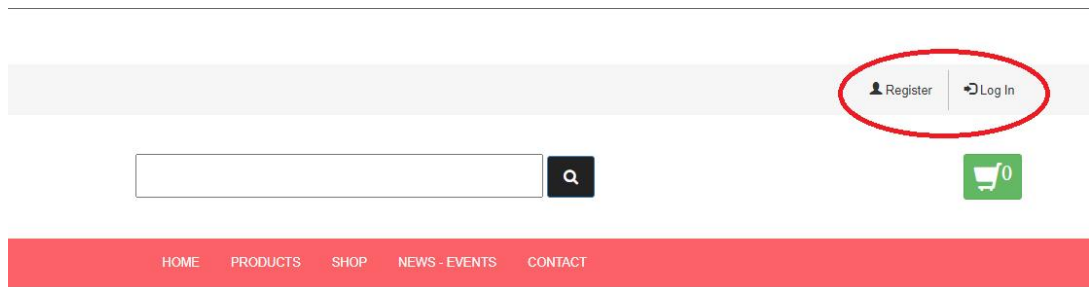 Register Log In
0
HOME PRODUCTS SHOP NEWS - EVENTS CONTACT